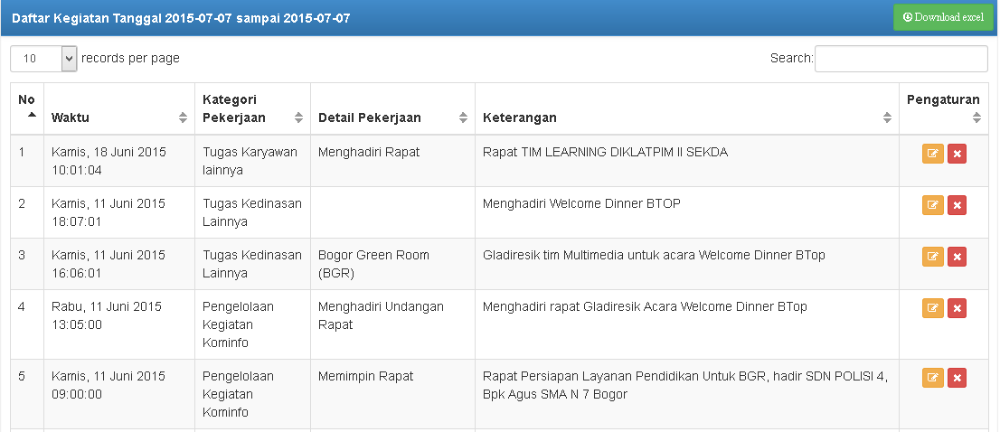 Daftar Kegiatan Tanggal 2015-07-07 sampai 2015-07-07
Download excel
10 records per page
Search:
No
Waktu
Kategori
Pekerjaan
Detail Pekerjaan
Keterangan
Pengaturan
1
Kamis, 18 Juni 2015
10:01:04
Tugas Karyawan
lainnya
Menghadiri Rapat
Rapat TIM LEARNING DIKLATPIM II SEKDA
2
Kamis, 11 Juni 2015
18:07:01
Tugas Kedinasan
Lainnya
Menghadiri Welcome Dinner BTOP
3
Kamis, 11 Juni 2015
16:06:01
Tugas Kedinasan
Lainnya
Bogor Green Room
(BGR)
Gladiresik tim Multimedia untuk acara Welcome Dinner BTop
4
Rabu, 11 Juni 2015
13:05:00
Pengelolaan
Kegiatan
Kominfo
Menghadiri Undangan
Rapat
Menghadiri rapat Gladiresik Acara Welcome Dinner BTop
5
Kamis, 11 Juni 2015
09:00:00
Pengelolaan
Kegiatan
Kominfo
Memimpin Rapat
Rapat Persiapan Layanan Pendidikan Untuk BGR, hadir SDN POLISI 4,
Bpk Agus SMA N 7 Bogor